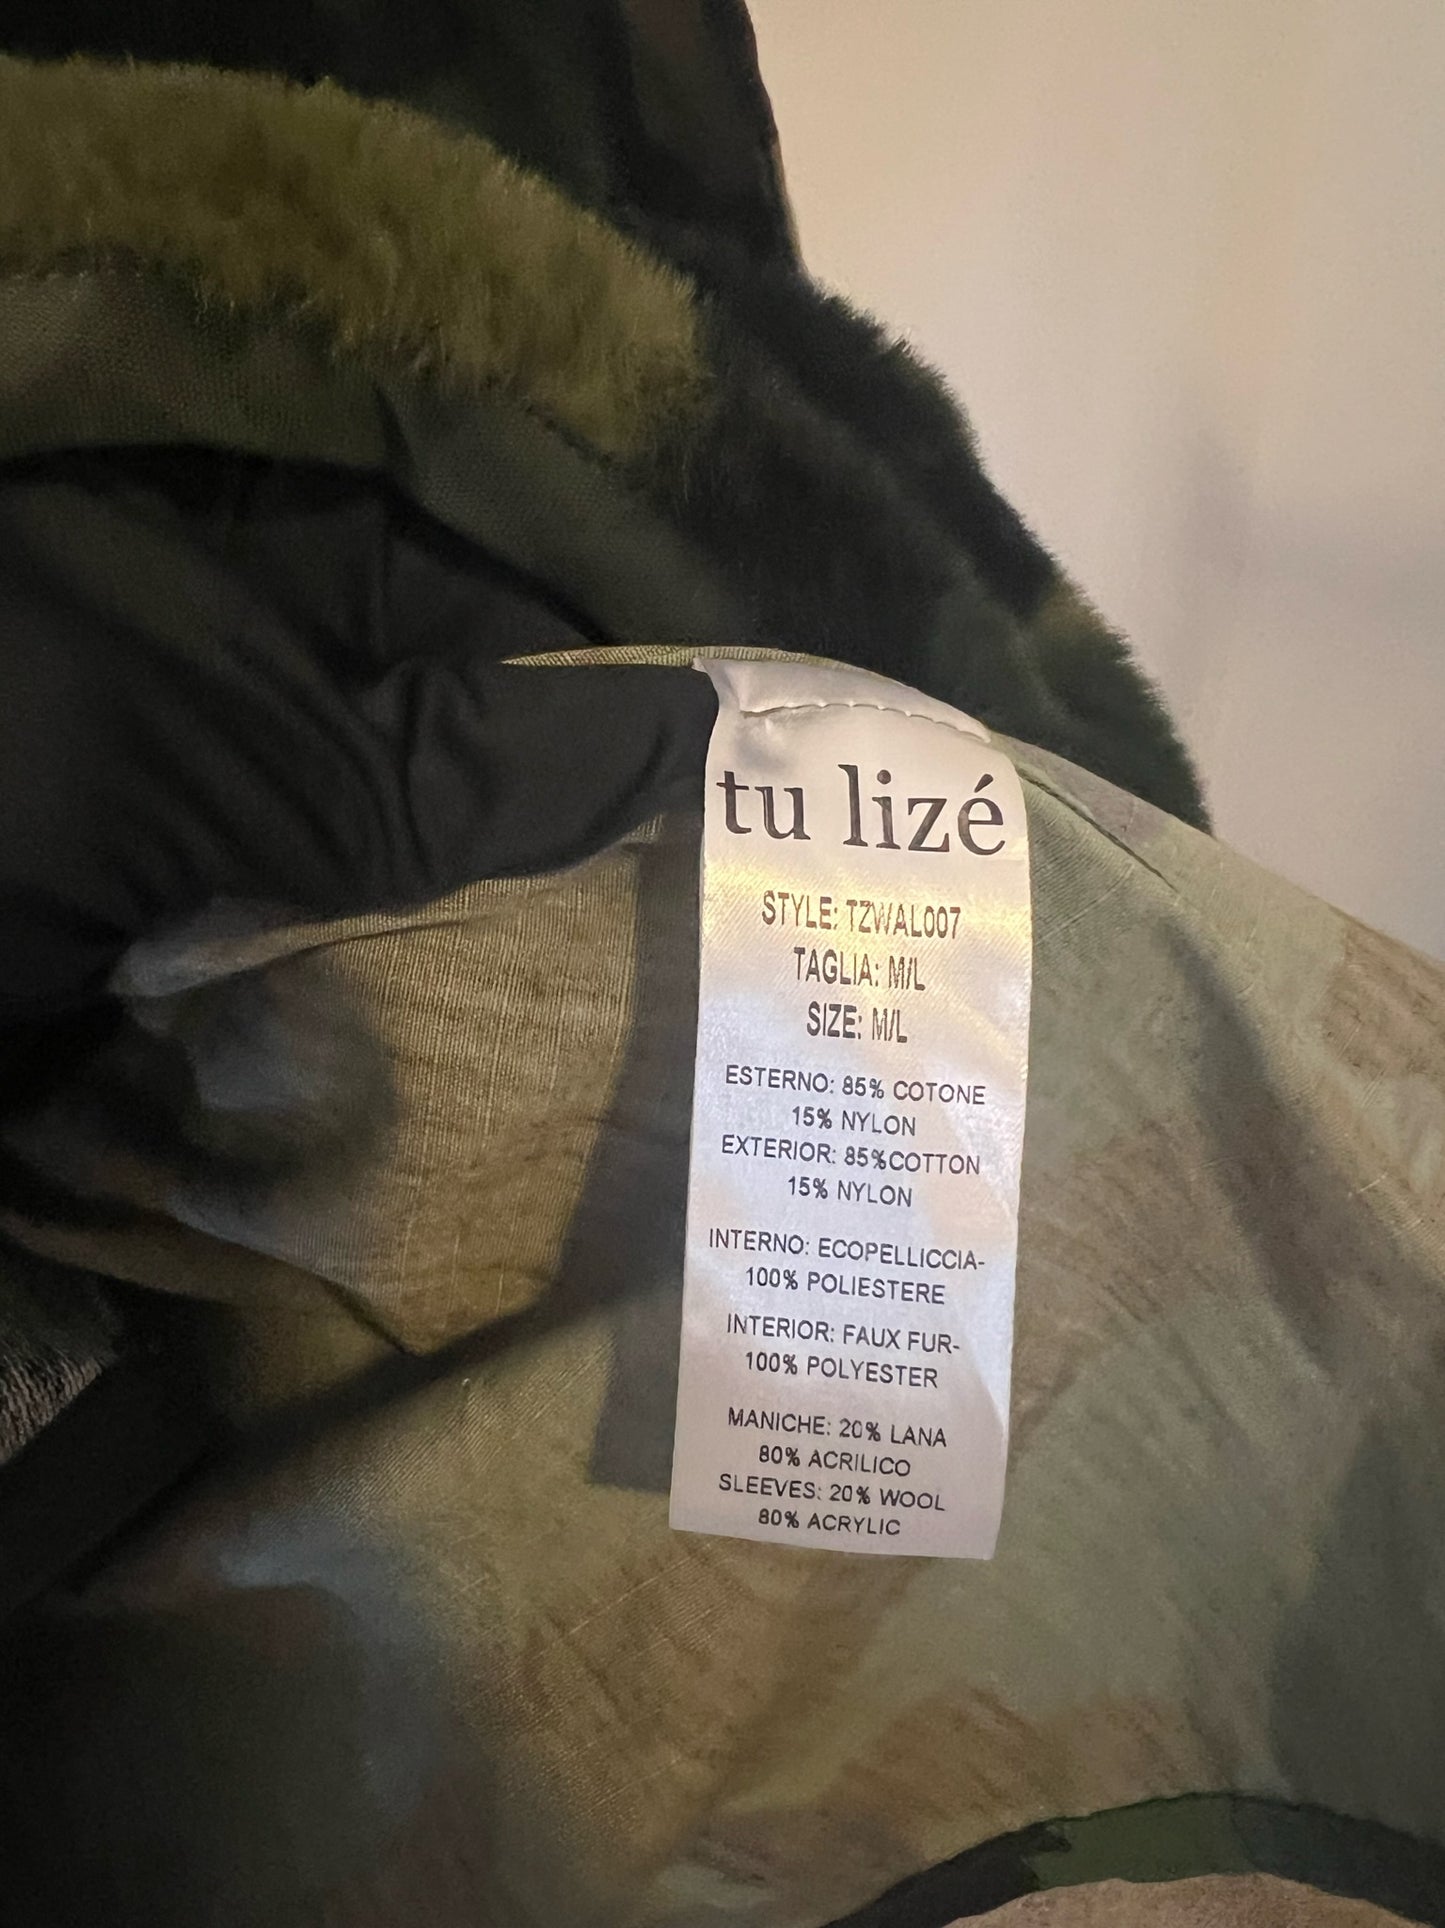 tu lizé
STYLE: TZWAL007
TAGLIA: M/L
SIZE: M/L
ESTERNO: 85% COTONE
15% NYLON
EXTERIOR: 85%COTTON
15% NYLON
INTERNO: ECOPELLICCIA-
100% POLIESTERE
INTERIOR: FAUX FUR-
100% POLYESTER
MANICHE: 20% LANA
80% ACRILICO
SLEEVES: 20% WOOL
80% ACRYLIC